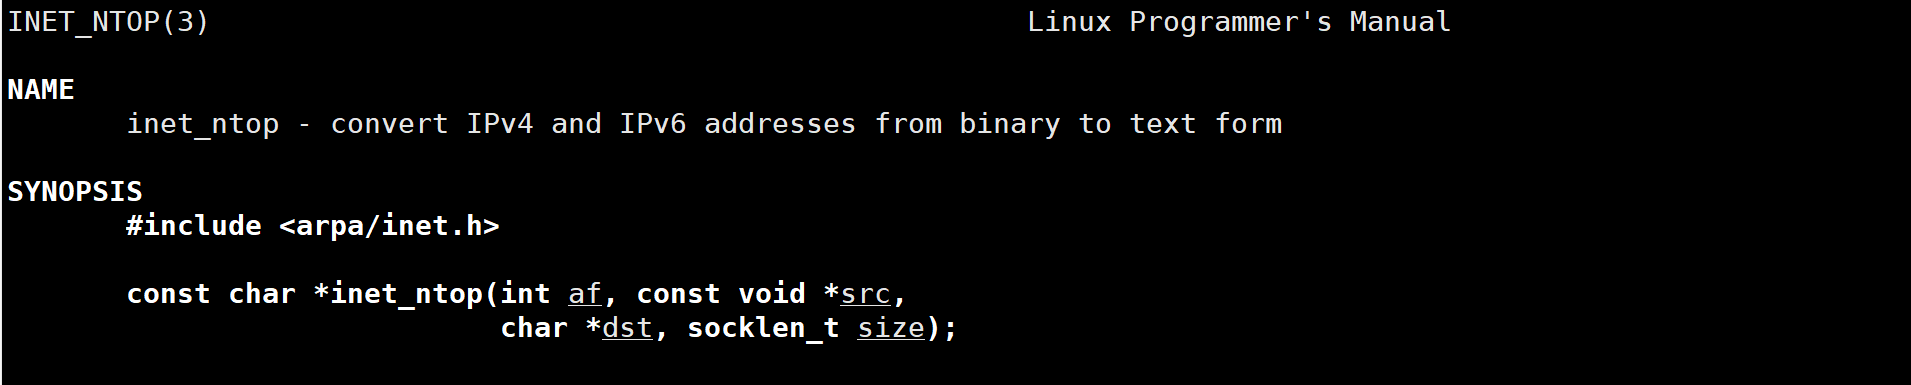 INET_NTOP(3) Linux Programmer's Manual
NAME
inet_ntop - convert IPv4 and IPv6 addresses from binary to text form
SYNOPSIS
#include <arpa/inet.h>
const char *inet_ntop(int af, const void *src,
char *dst, socklen_t size);